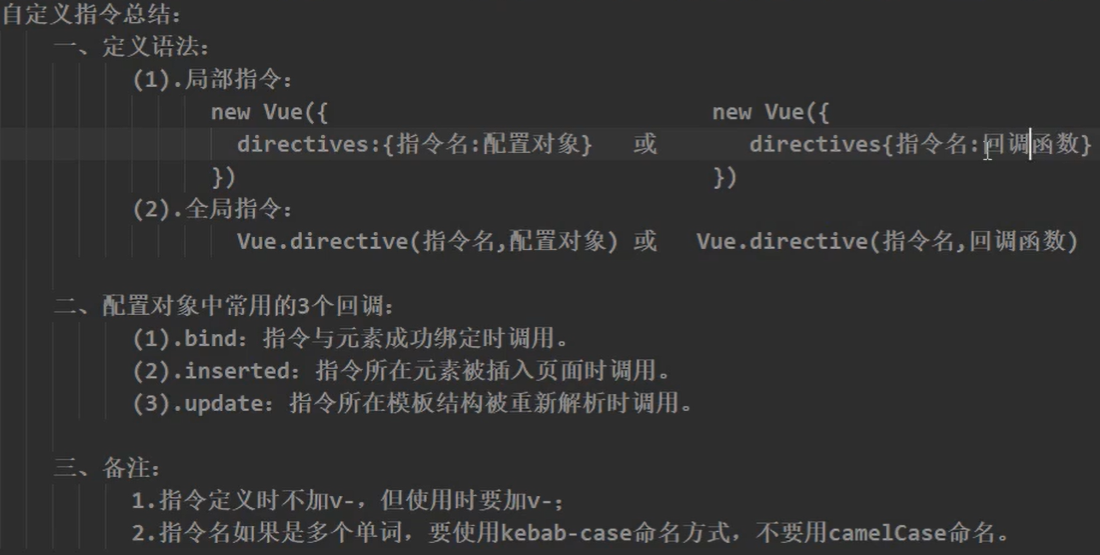 自定义指令总结:
一、定义语法:
(1).局部指令:
new Vue({ new Vue({
directives:{指令名:配置对象} 或 directives{指令名:回调函数}
}) })
(2).全局指令:
Vue.directive(指令名,配置对象) 或 Vue.directive(指令名,回调函数)
二、配置对象中常用的3个回调:
(1).bind: 指令与元素成功绑定时调用。
(2).inserted: 指令所在元素被插入页面时调用。
(3).update: 指令所在模板结构被重新解析时调用。
三、备注:
1.指令定义时不加v-, 但使用时要加v-;
2.指令名如果是多个单词, 要使用kebab-case命名方式, 不要用camelCase命名。